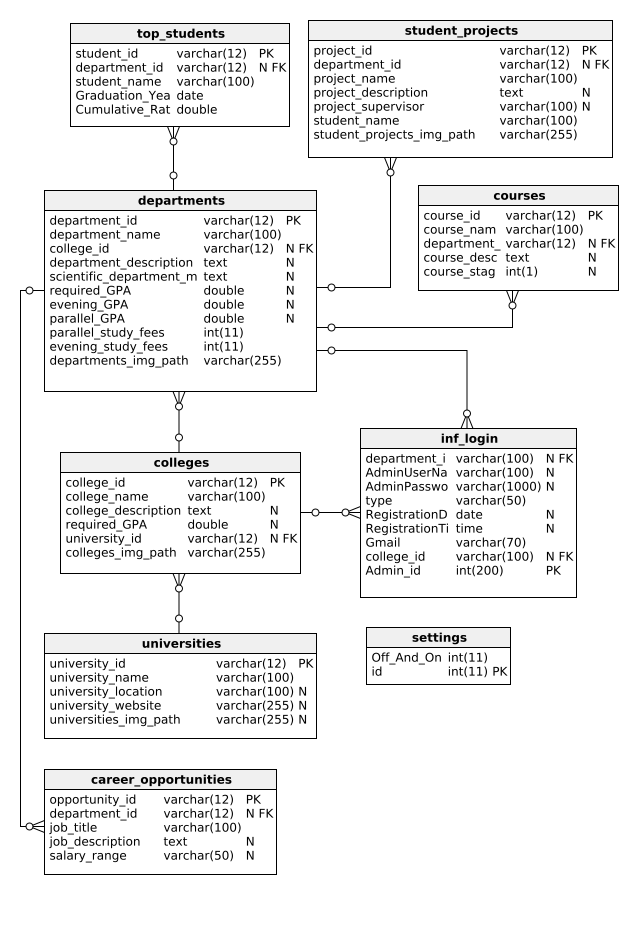 top_students
student_id varchar(12) PK
department_id varchar(12) N FK
student_name varchar(100)
Graduation_Yea date
Cumulative_Rat double
student_projects
project_id varchar(12) PK
department_id varchar(12) N FK
project_name varchar(100)
project_description text N
project_supervisor varchar(100) N
student_name varchar(100)
student_projects_img_path varchar(255)
departments
department_id varchar(12) PK
department_name varchar(100)
college_id varchar(12) N FK
department_description text N
scientific_department_m text N
required_GPA double N
evening_GPA double N
parallel_GPA double N
parallel_study_fees int(11)
evening_study_fees int(11)
departments_img_path varchar(255)
courses
course_id varchar(12) PK
course_nam varchar(100)
department_ varchar(12) N FK
course_desc text N
course_stag int(1) N
inf_login
department_i varchar(100) N FK
AdminUserNa varchar(100) N
AdminPasswo varchar(1000) N
type varchar(50)
RegistrationD date N
RegistrationTi time N
Gmail varchar(70)
college_id varchar(100) N FK
Admin_id int(200) PK
colleges
college_id varchar(12) PK
college_name varchar(100)
college_description text N
required_GPA double N
university_id varchar(12) N FK
colleges_img_path varchar(255)
universities
university_id varchar(12) PK
university_name varchar(100)
university_location varchar(100) N
university_website varchar(255) N
universities_img_path varchar(255) N
settings
Off_And_On int(11)
id int(11) PK
career_opportunities
opportunity_id varchar(12) PK
department_id varchar(12) N FK
job_title varchar(100)
job_description text N
salary_range varchar(50) N